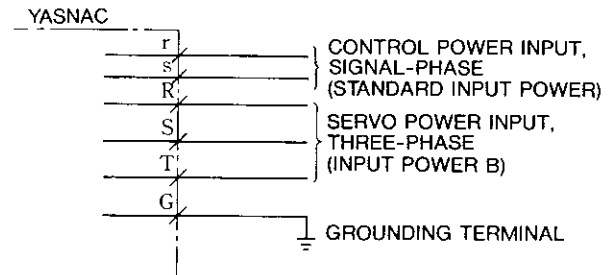 YASNAC
r
s
R
S
T
G
CONTROL POWER INPUT,
SIGNAL-PHASE
(STANDARD INPUT POWER)
SERVO POWER INPUT,
THREE-PHASE
(INPUT POWER B)
GROUNDING TERMINAL